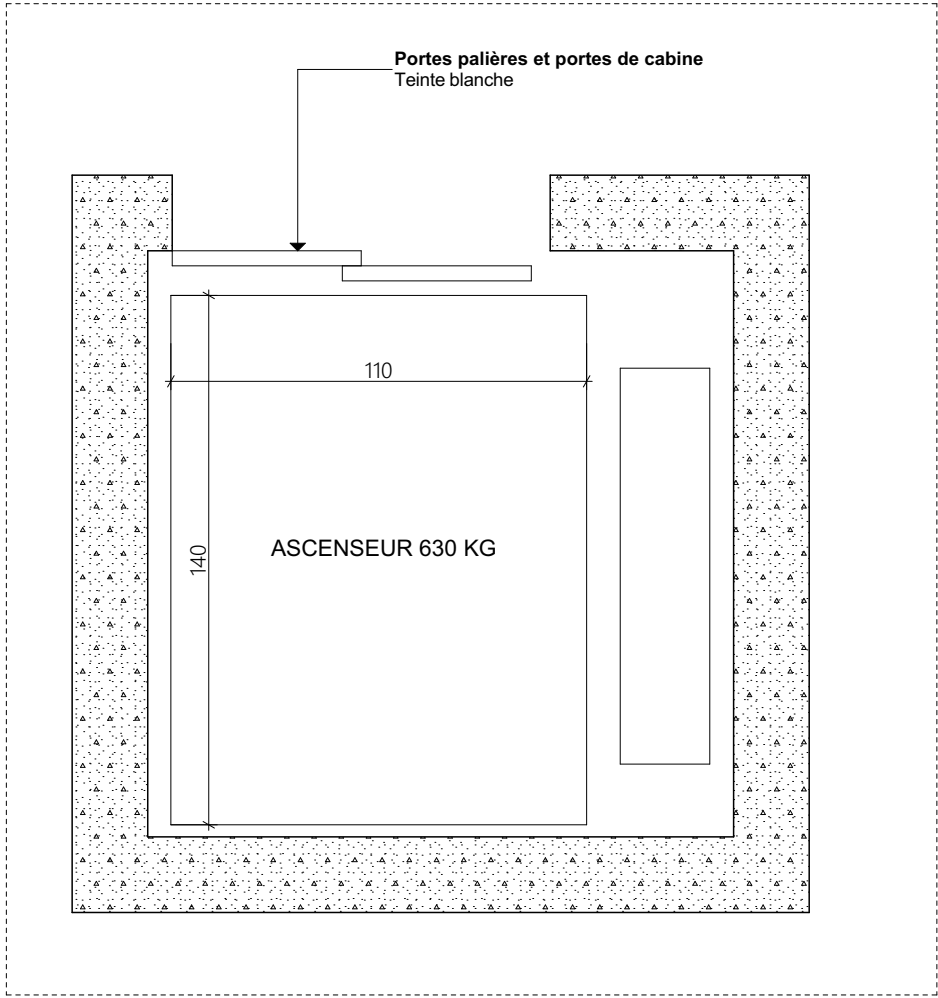 Portes palières et portes de cabine
Teinte blanche
110
140
ASCENSEUR 630 KG